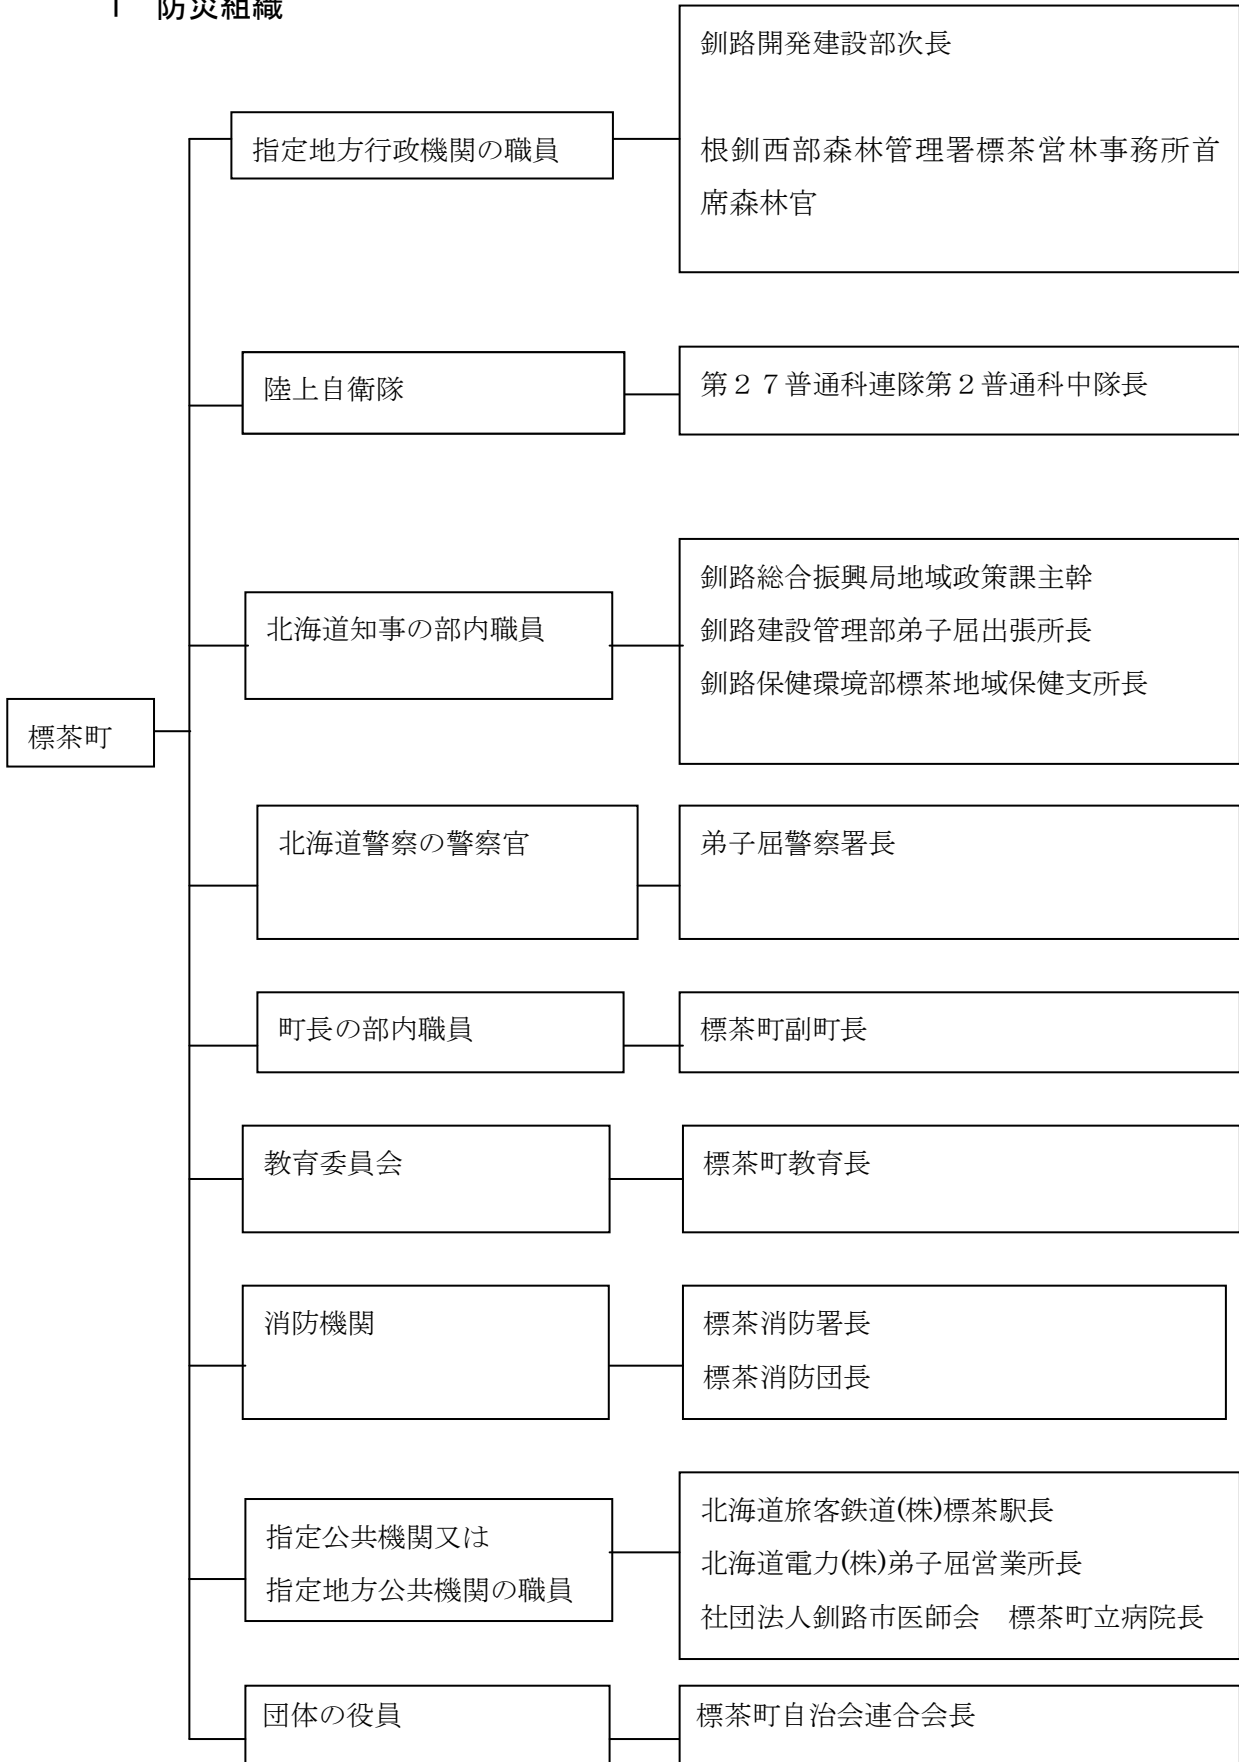 1　防災組織
釧路開発建設部次長
指定地方行政機関の職員
根釧西部森林管理署標茶営林事務所首
席森林官
陸上自衛隊
第２７普通科連隊第２普通科中隊長
北海道知事の部内職員
釧路総合振興局地域政策課主幹
釧路建設管理部弟子屈出張所長
釧路保健環境部標茶地域保健支所長
標茶町
北海道警察の警察官
弟子屈警察署長
町長の部内職員
標茶町副町長
教育委員会
標茶町教育長
消防機関
標茶消防署長
標茶消防団長
指定公共機関又は
指定地方公共機関の職員
北海道旅客鉄道(株)標茶駅長
北海道電力(株)弟子屈営業所長
社団法人釧路市医師会　標茶町立病院長
団体の役員
標茶町自治会連合会長